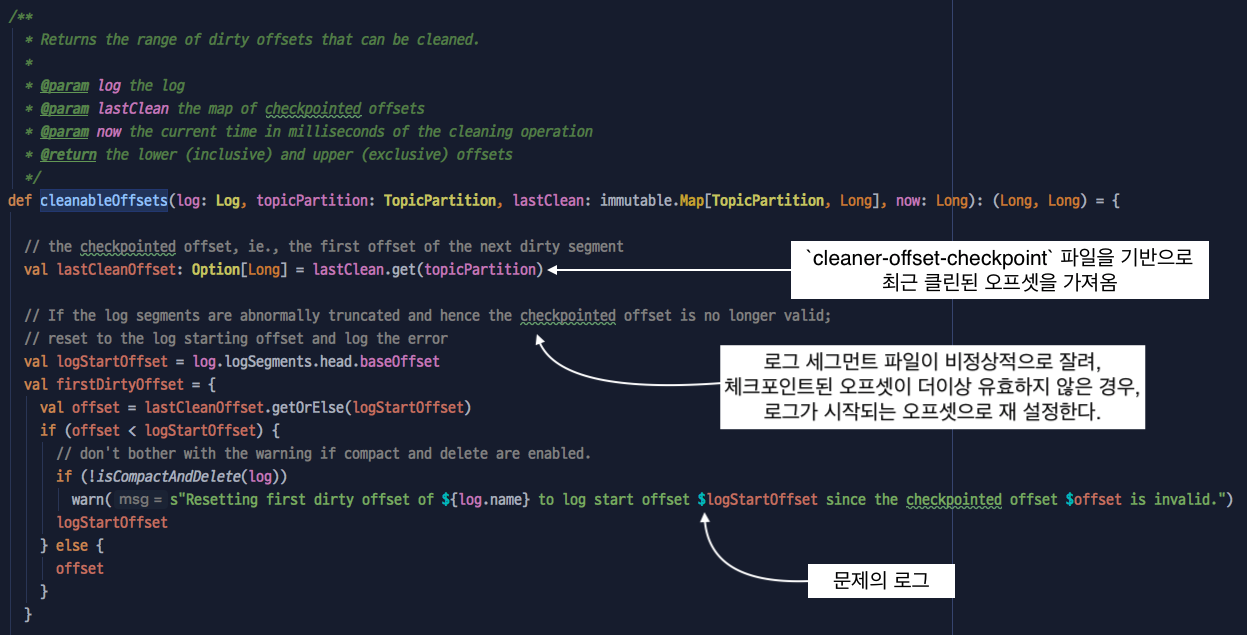 /**
* Returns the range of dirty offsets that can be cleaned.
*
* @param log the log
* @param lastClean the map of checkpointed offsets
* @param now the current time in milliseconds of the cleaning operation
* @return the lower (inclusive) and upper (exclusive) offsets
*/
def cleanableOffsets(log: Log, topicPartition: TopicPartition, lastClean: immutable.Map[TopicPartition, Long], now: Long): (Long, Long) = {
// the checkpointed offset, ie., the first offset of the next dirty segment
val lastCleanOffset: Option[Long] = lastClean.get(topicPartition)
`cleaner-offset-checkpoint` 파일을 기반으로
최근 클린된 오프셋을 가져옴
// If the log segments are abnormally truncated and hence the checkpointed offset is no longer valid;
// reset to the log starting offset and log the error
val logStartOffset = log.logSegments.head.baseOffset
val firstDirtyOffset = {
val offset = lastCleanOffset.getOrElse(logStartOffset)
if (offset < logStartOffset) {
로그 세그먼트 파일이 비정상적으로 잘려,
체크포인트된 오프셋이 더이상 유효하지 않은 경우,
로그가 시작되는 오프셋으로 재 설정한다.
// don't bother with the warning if compact and delete are enabled.
if (!isCompactAndDelete(log))
warn( msg = s"Resetting first dirty offset of ${log.name} to log start offset $logStartOffset since the checkpointed offset $offset is invalid.")
logStartOffset
} else {
offset
}
}
문제의 로그